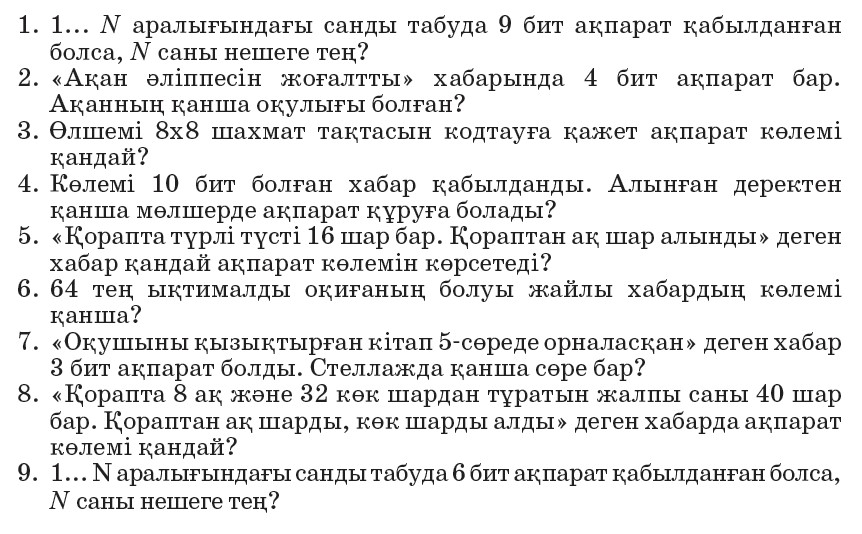 1. 1... N аралығындағы санды табуда 9 бит ақпарат қабылданған
болса, N саны нешеге тең?
2. «Ақан әліппесін жоғалтты» хабарында 4 бит ақпарат бар.
Ақанның қанша оқулығы болған?
3. Өлшемі 8х8 шахмат тақтасын кодтауға қажет ақпарат көлемі
қандай?
4. Көлемі 10 бит болған хабар қабылданды. Алынған деректен
қанша мөлшерде ақпарат құруға болады?
5. «Қорапта түрлі түсті 16 шар бар. Қораптан ақ шар алынды» деген
хабар қандай ақпарат көлемін көрсетеді?
6. 64 тең ықтималды оқиғаның болуы жайлы хабардың көлемі
қанша?
7. «Оқушыны қызықтырған кітап 5-сөреде орналасқан» деген хабар
3 бит ақпарат болды. Стеллажда қанша сөре бар?
8. «Қорапта 8 ақ және 32 көк шардан тұратын жалпы саны 40 шар
бар. Қораптан ақ шарды, көк шарды алды» деген хабарда ақпарат
көлемі қандай?
9. 1... N аралығындағы санды табуда 6 бит ақпарат қабылданған болса,
N саны нешеге тең?